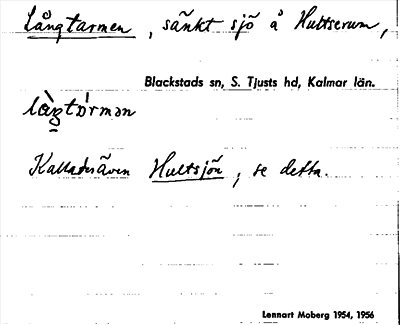 Långtarmen, sänkt sjö å Hultserum,
Blackstads sn, S. Tjusts hd, Kalmar län.
Kallades även Hultsjön, se detta.
Lennart Moberg 1954, 1956